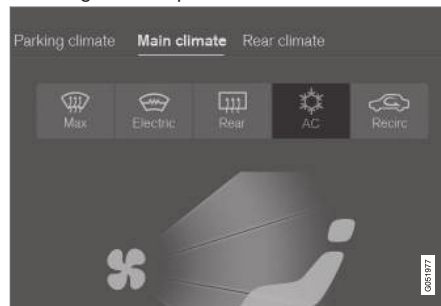 Parking climate Main climate Rear climate
Max Electric Rear AC Recirc
G051977